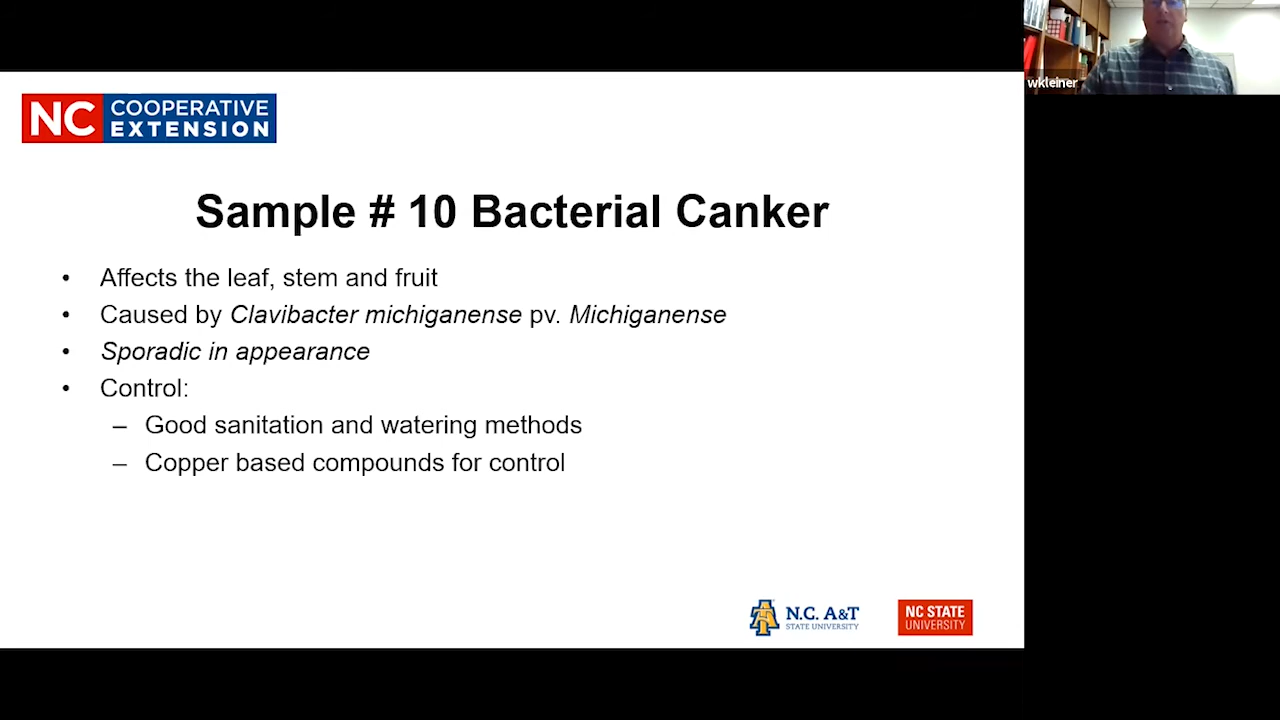 wkleiner
NC COOPERATIVE
EXTENSION
Sample # 10 Bacterial Canker
• Affects the leaf, stem and fruit
• Caused by Clavibacter michiganense pv. Michiganense
• Sporadic in appearance
• Control:
– Good sanitation and watering methods
– Copper based compounds for control
N.C. A&T
STATE UNIVERSITY
NC STATE
UNIVERSITY